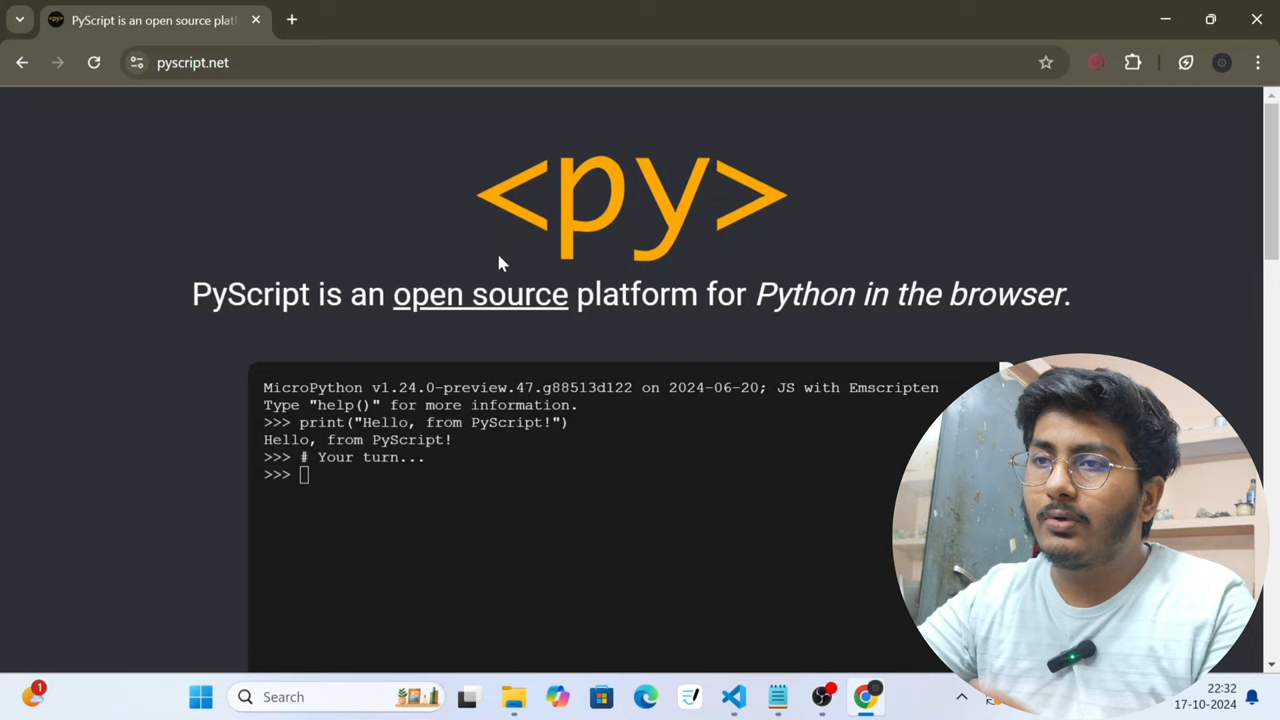 PyScript is an open source plat
pyscript.net
<py>
PyScript is an open source platform for Python in the browser.
MicroPython v1.24.0-preview.47.g88513d122 on 2024-06-20; JS with Emscripten
Type "help()" for more information.
>>> print("Hello, from PyScript!")
Hello, from PyScript!
>>> # Your turn...
>>>
1
Search
22:32
17-10-2024